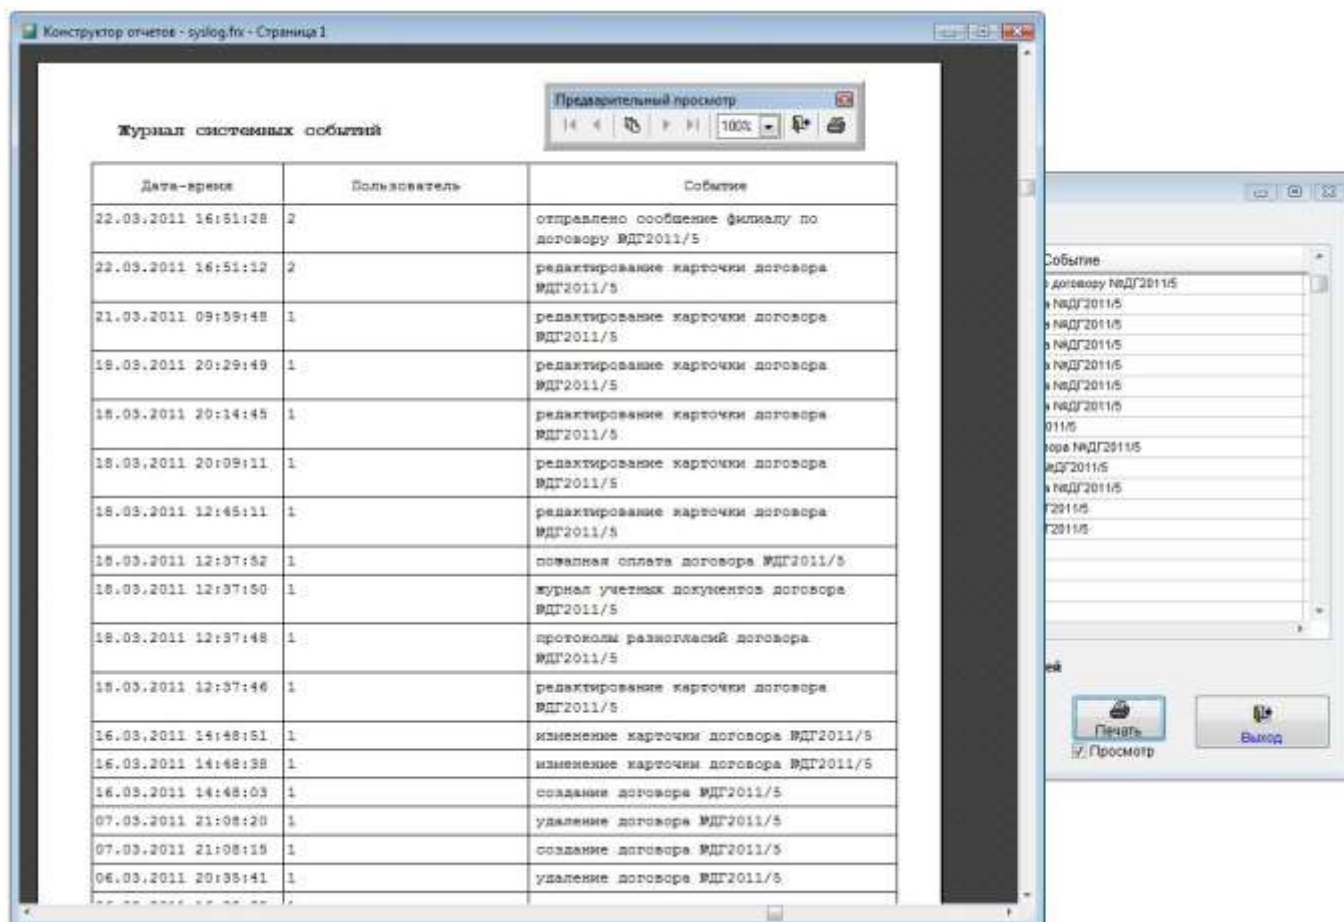 Конструктор отчетов - syslog.frx - Страница 1
Предварительный просмотр
100%
Журнал системных событий
Дата-время Пользователь Событие
22.03.2011 16:51:28 2 отправлено сообщение филиалу по
договору №ДГ2011/5
22.03.2011 16:51:12 2 редактирование карточки договора
№ДГ2011/5
21.03.2011 09:59:48 1 редактирование карточки договора
№ДГ2011/5
20:29:49 1 редактирование карточки договора
№ДГ2011/5
18.03.2011 20:14:45 1 редактирование карточки договора
№ДГ2011/5
18.03.2011 20:09:11 1 редактирование карточки договора
№ДГ2011/5
18.03.2011 12:45:11 1 редактирование карточки договора
№ДГ2011/5
18.03.2011 12:37:52 1 договора №ДГ2011/5
18.03.2011 12:37:50 1 журнал учетных документов договора
№ДГ2011/5
18.03.2011 12:37:48 1 протоколы разногласий договора
№ДГ2011/5
18.03.2011 12:37:46 1 редактирование карточки договора
№ДГ2011/5
16.03.2011 14:48:51 1 изменение карточки договора №ДГ2011/5
16.03.2011 14:48:38 1 изменение карточки договора №ДГ2011/5
16.03.2011 14:48:03 1 создание договора №ДГ2011/5
07.03.2011 21:08:20 1 удаление договора №ДГ2011/5
07.03.2011 1 создание договора №ДГ2011/5
06.03.2011 20:35:41 1 удаление договора №ДГ2011/5
Событие
договору №ДГ2011/5
а №ДГ2011/5
а №ДГ2011/5
а №ДГ2011/5
а №ДГ2011/5
а №ДГ2011/5
а №ДГ2011/5
011/5
вора №ДГ2011/5
№ДГ2011/5
а №ДГ2011/5
Г2011/5
Г2011/5
ей
Печать
Просмотр
Выход